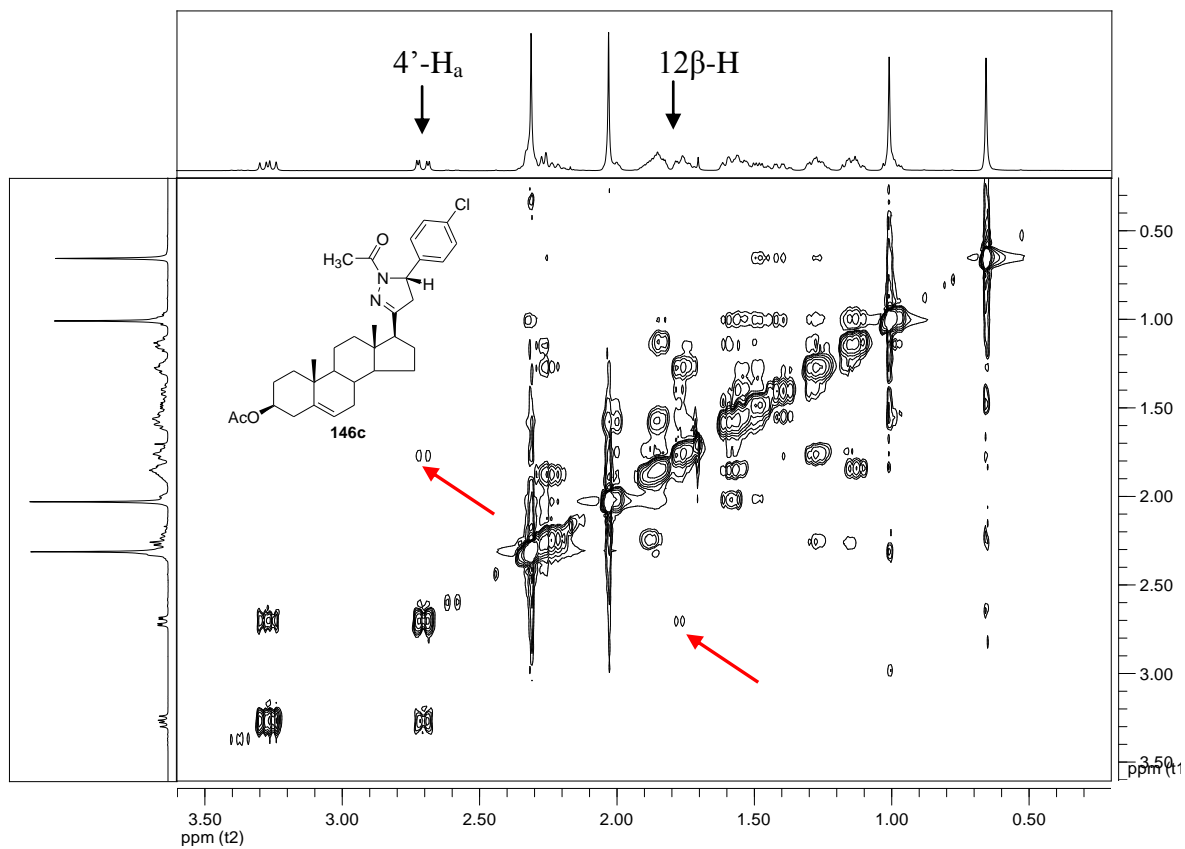 4’-Hₐ 12β-H
Cl
O
CH₃
N
N
H
AcO
146c
0.50
1.00
1.50
2.00
2.50
3.00
3.50
ppm (t1
3.50 3.00 2.50 2.00 1.50 1.00 0.50
ppm (t2)